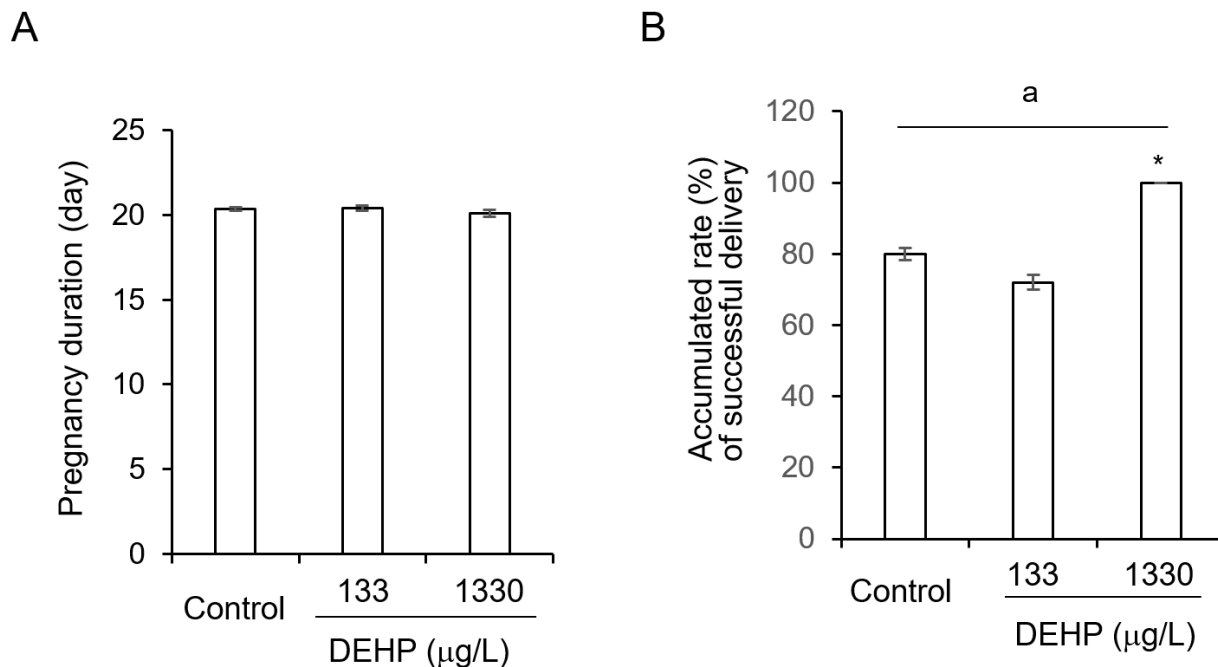 A
Pregnancy duration (day)
25
20
15
10
5
0
Control
133
1330
DEHP (μg/L)
B
Accumulated rate (%)
of successful delivery
120
100
80
60
40
20
0
a
*
Control
133
1330
DEHP (μg/L)